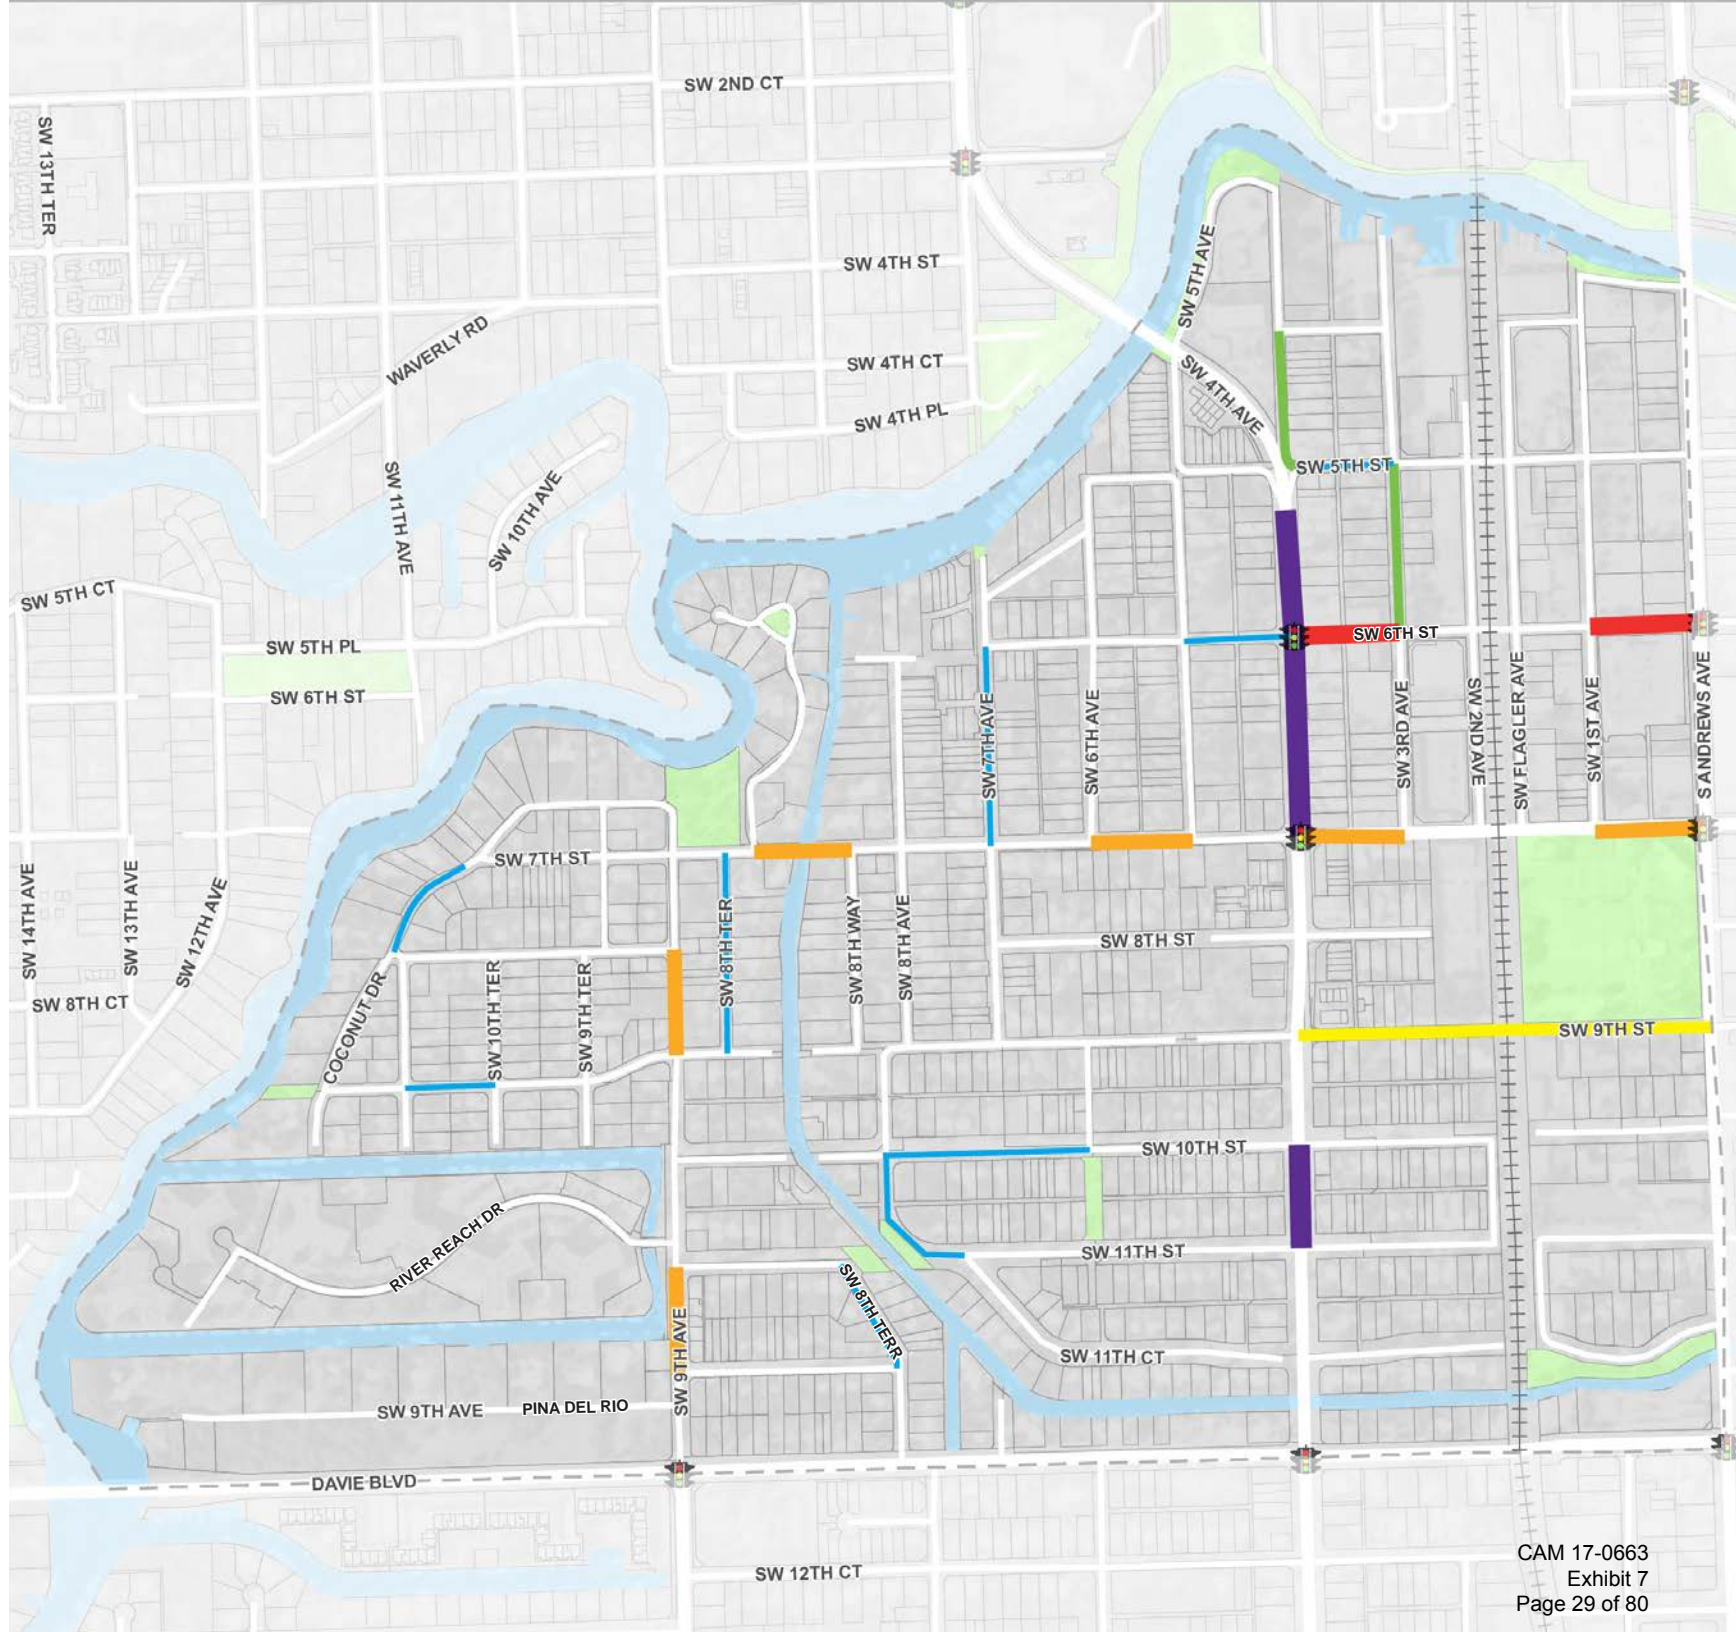 SW 2ND CT
SW 13TH TER
SW 4TH ST
SW 5TH AVE
WAVERLY RD
SW 4TH CT
SW 4TH AVE
SW 4TH PL
SW 11TH AVE
SW 10TH AVE
SW 5TH ST
SW 5TH CT
SW 5TH PL
SW 6TH ST
SW 6TH ST
SW 7TH AVE
SW 6TH AVE
SW 3RD AVE
SW 2ND AVE
SW FLAGLER AVE
SW 1ST AVE
S ANDREWS AVE
SW 7TH ST
SW 14TH AVE
SW 13TH AVE
SW 12TH AVE
SW 8TH TER
SW 8TH WAY
SW 8TH AVE
SW 8TH ST
SW 8TH CT
COCONUT DR
SW 10TH TER
SW 9TH TER
SW 9TH ST
SW 10TH ST
RIVER REACH DR
SW 11TH ST
SW 8TH TERR
SW 9TH AVE
SW 11TH CT
SW 9TH AVE
PINA DEL RIO
DAVIE BLVD
SW 12TH CT
CAM 17-0663
Exhibit 7
Page 29 of 80